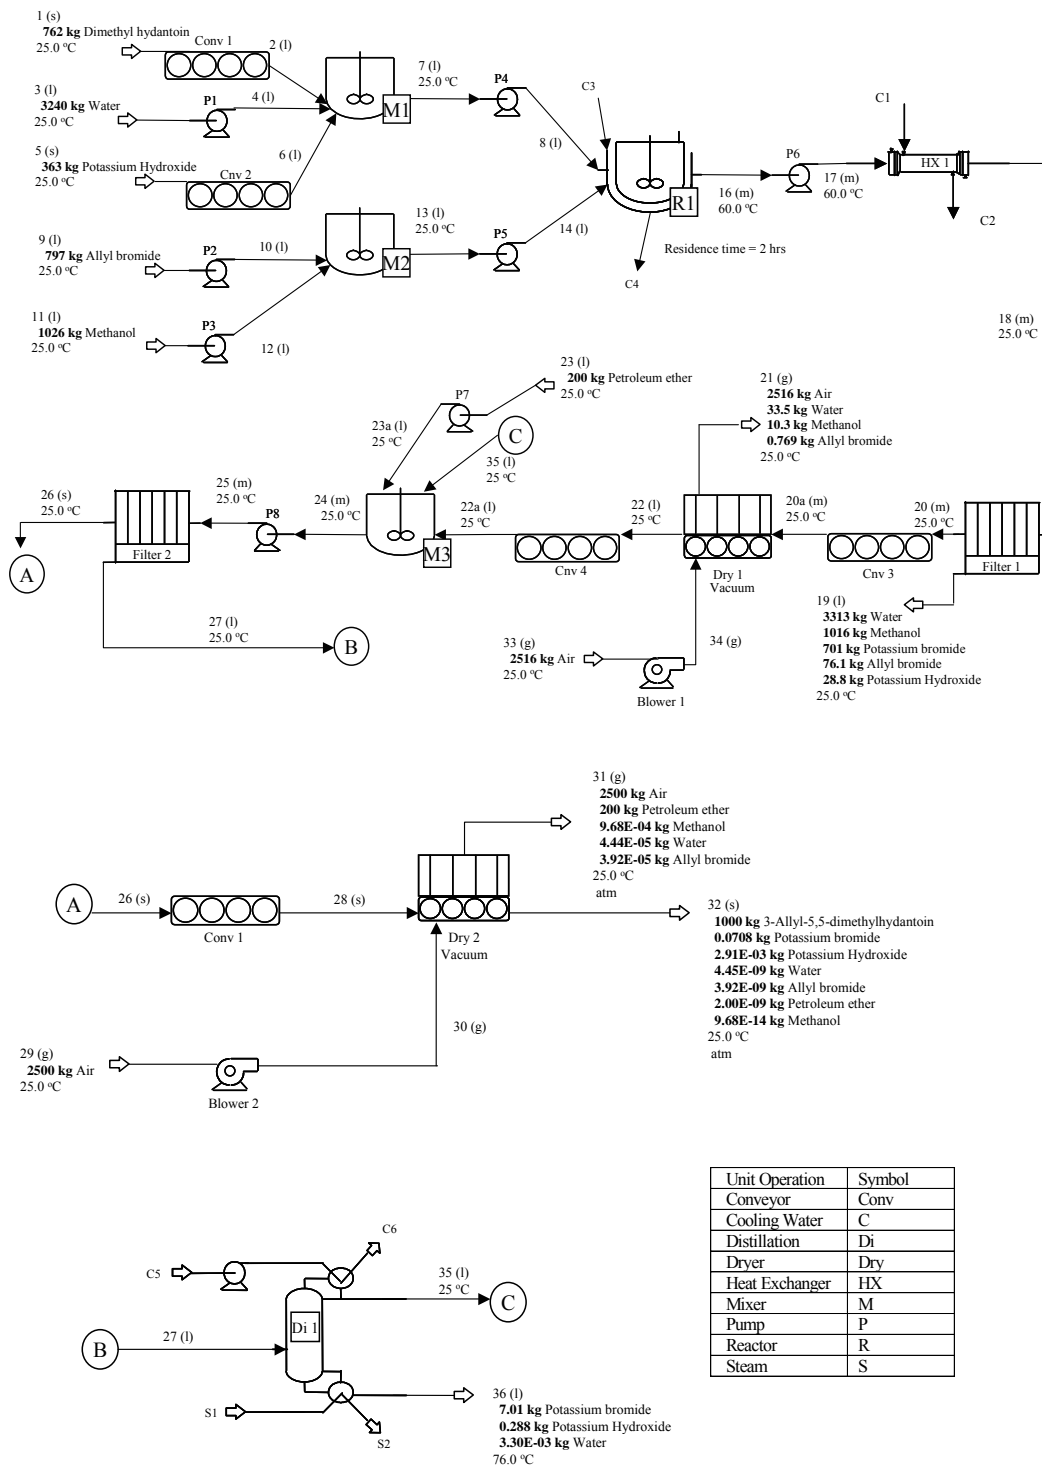 1 (s)
762 kg Dimethyl hydantoin
25.0 °C
Conv 1
2 (l)
3 (l)
3240 kg Water
25.0 °C
P1
4 (l)
5 (s)
363 kg Potassium Hydroxide
25.0 °C
6 (l)
Cnv 2
M1
7 (l)
25.0 °C
P4
8 (l)
9 (l)
797 kg Allyl bromide
25.0 °C
P2
10 (l)
11 (l)
1026 kg Methanol
25.0 °C
P3
12 (l)
M2
13 (l)
25.0 °C
P5
14 (l)
C3
R1
C4
Residence time = 2 hrs
16 (m)
60.0 °C
P6
17 (m)
60.0 °C
C1
HX 1
C2
18 (m)
25.0 °C
23 (l)
200 kg Petroleum ether
25.0 °C
P7
23a (l)
25 °C
C
35 (l)
25 °C
21 (g)
2516 kg Air
33.5 kg Water
10.3 kg Methanol
0.769 kg Allyl bromide
25.0 °C
26 (s)
25.0 °C
A
Filter 2
25 (m)
25.0 °C
P8
24 (m)
25.0 °C
M3
22a (l)
25 °C
Cnv 4
22 (l)
25 °C
Dry 1
Vacuum
20a (m)
25.0 °C
Cnv 3
20 (m)
25.0 °C
Filter 1
27 (l)
25.0 °C
B
33 (g)
2516 kg Air
25.0 °C
Blower 1
34 (g)
19 (l)
3313 kg Water
1016 kg Methanol
701 kg Potassium bromide
76.1 kg Allyl bromide
28.8 kg Potassium Hydroxide
25.0 °C
31 (g)
2500 kg Air
200 kg Petroleum ether
9.68E-04 kg Methanol
4.44E-05 kg Water
3.92E-05 kg Allyl bromide
25.0 °C
atm
A
26 (s)
Conv 1
28 (s)
Dry 2
Vacuum
32 (s)
1000 kg 3-Allyl-5,5-dimethylhydantoin
0.0708 kg Potassium bromide
2.91E-03 kg Potassium Hydroxide
4.45E-09 kg Water
3.92E-09 kg Allyl bromide
2.00E-09 kg Petroleum ether
9.68E-14 kg Methanol
25.0 °C
atm
29 (g)
2500 kg Air
25.0 °C
Blower 2
30 (g)
C5
C6
35 (l)
25 °C
C
Di 1
B
27 (l)
S1
S2
36 (l)
7.01 kg Potassium bromide
0.288 kg Potassium Hydroxide
3.30E-03 kg Water
76.0 °C
Unit Operation Symbol
Conveyor Conv
Cooling Water C
Distillation Di
Dryer Dry
Heat Exchanger HX
Mixer M
Pump P
Reactor R
Steam S